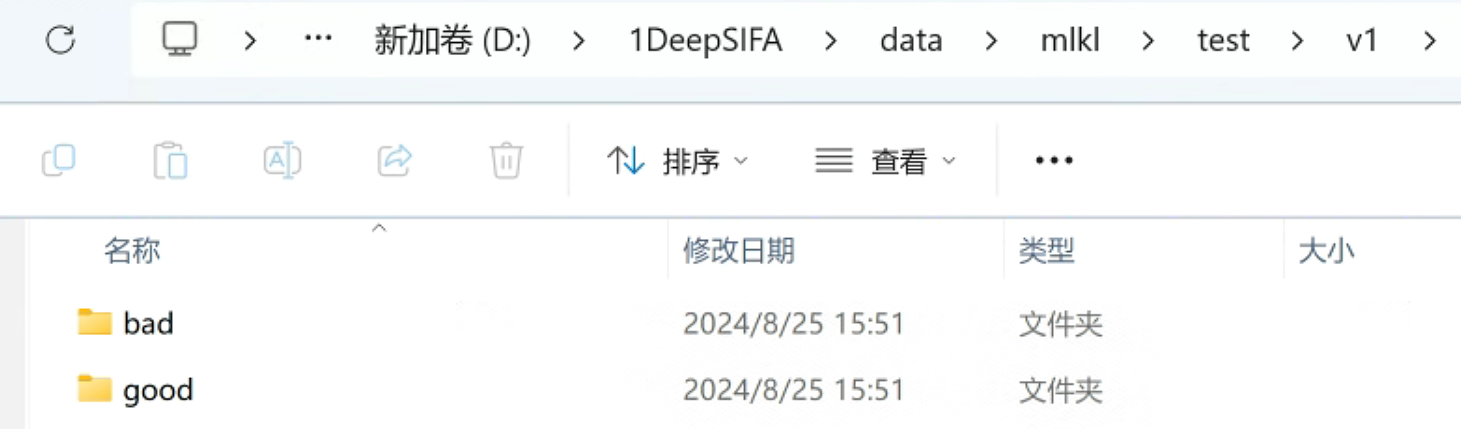 … 新加卷 (D:) > 1DeepSIFA > data > mlkl > test > v1 >
排序 查看 •••
名称 修改日期 类型 大小
bad 2024/8/25 15:51 文件夹
good 2024/8/25 15:51 文件夹